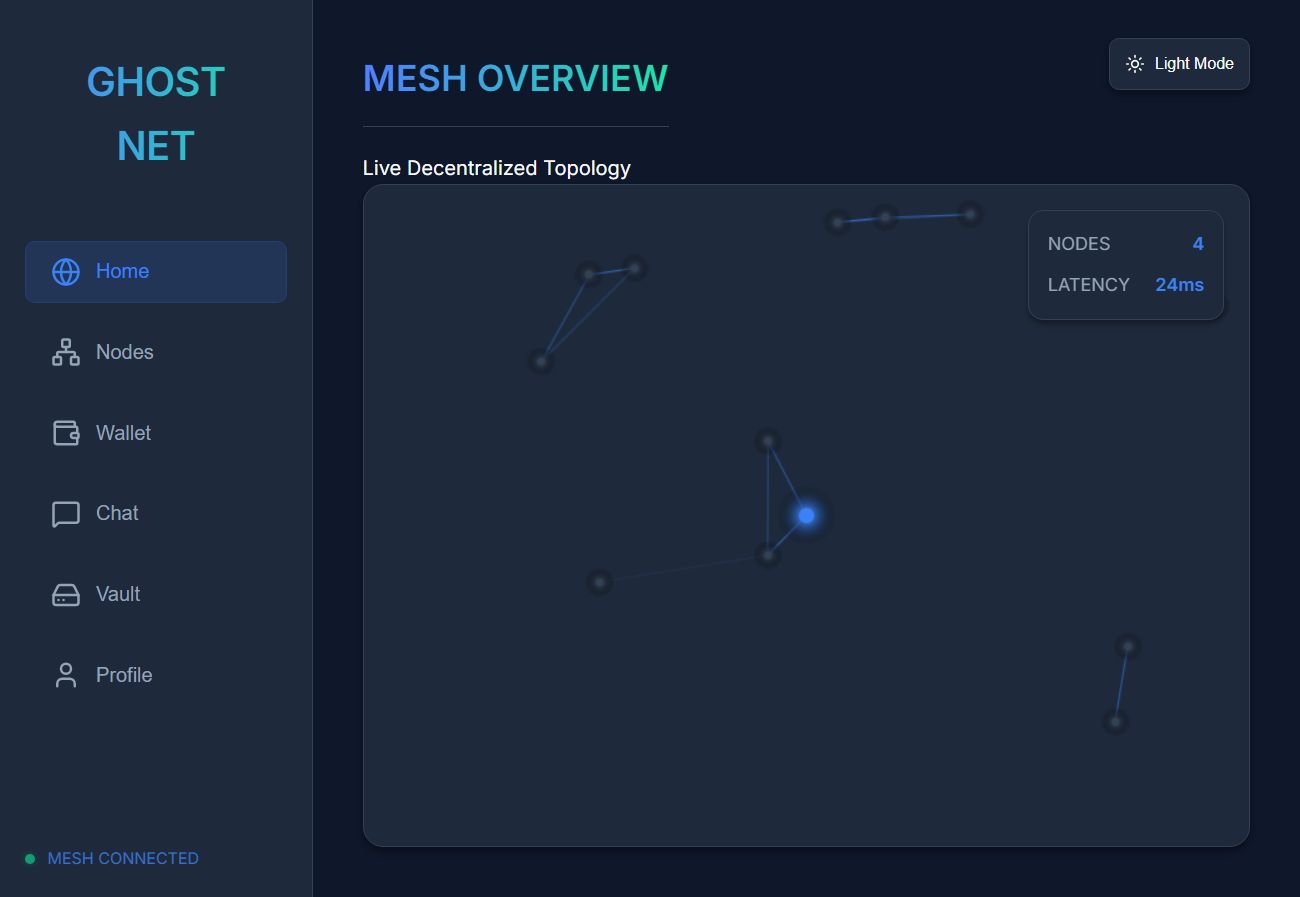 GHOST
NET
Home
Nodes
Wallet
Chat
Vault
Profile
MESH CONNECTED
MESH OVERVIEW
Light Mode
Live Decentralized Topology
NODES 4
LATENCY 24ms